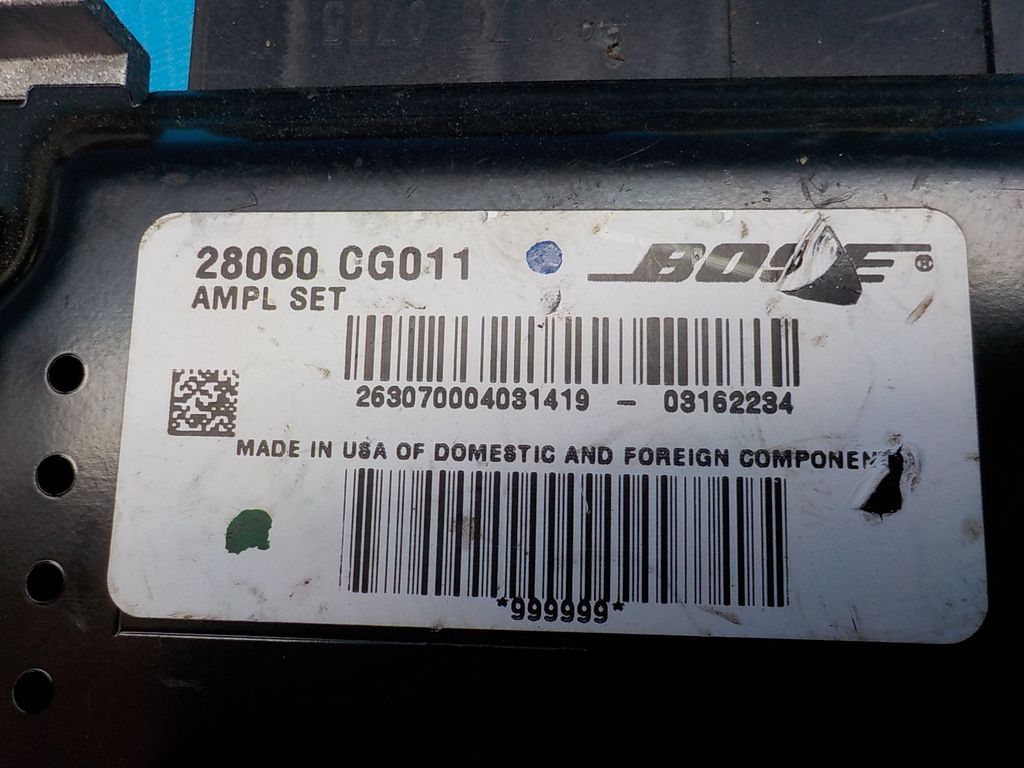 28060 CG011
BOSE®
AMPL SET
263070004031419 - 03162234
MADE IN USA OF DOMESTIC AND FOREIGN COMPONEN
*999999*